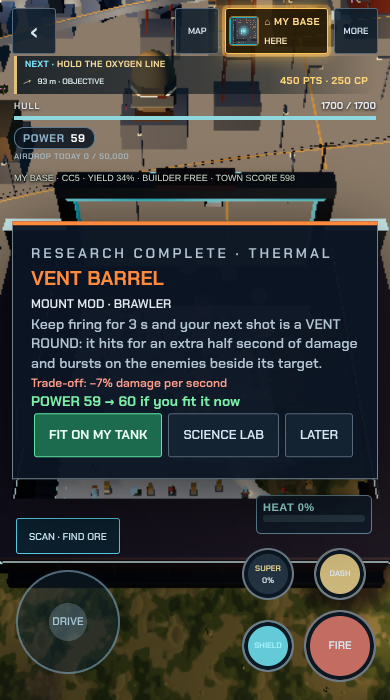 ‹
MAP
⌂ MY BASE
HERE
MORE
NEXT · HOLD THE OXYGEN LINE
→ 93 m · OBJECTIVE
450 PTS · 250 CP
HULL
1700 / 1700
POWER 59
AIRDROP TODAY 0 / 50,000
MY BASE · CC5 · YIELD 34% · BUILDER FREE · TOWN SCORE 598
RESEARCH COMPLETE · THERMAL
VENT BARREL
MOUNT MOD · BRAWLER
Keep firing for 3 s and your next shot is a VENT
ROUND: it hits for an extra half second of damage
and bursts on the enemies beside its target.
Trade-off: −7% damage per second
POWER 59 → 60 if you fit it now
FIT ON MY TANK
SCIENCE LAB
LATER
HEAT 0%
SCAN · FIND ORE
SUPER
0%
DASH
DRIVE
SHIELD
FIRE